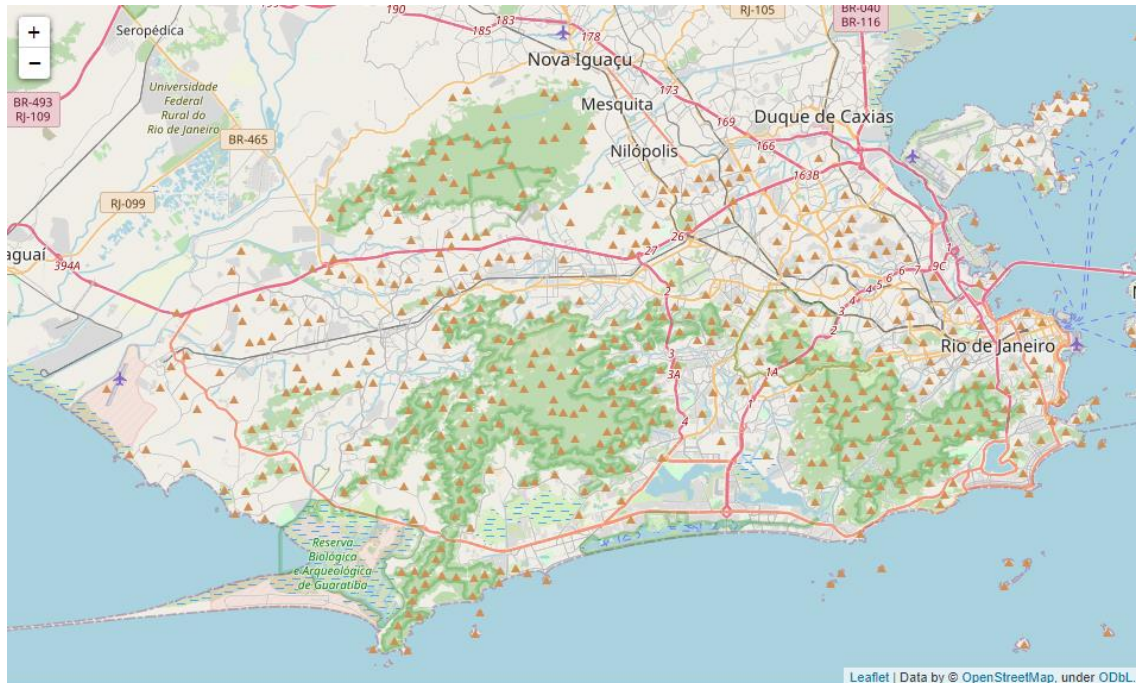 +
−
Seropédica
190
185
183
178
RJ-105
BR-040
BR-116
Nova Iguaçu
BR-493
RJ-109
Universidade
Federal
Rural do
Rio de Janeiro
173
Mesquita
169
Duque de Caxias
BR-465
166
Nilópolis
163B
RJ-099
394A
aguaí
27
26
1
2
9C
7
6
6
5
4
4
3
2
Rio de Janeiro
3
3A
1A
1
4
Reserva
Biológica
e Arqueológica
de Guaratiba
Leaflet | Data by © OpenStreetMap, under ODbL.